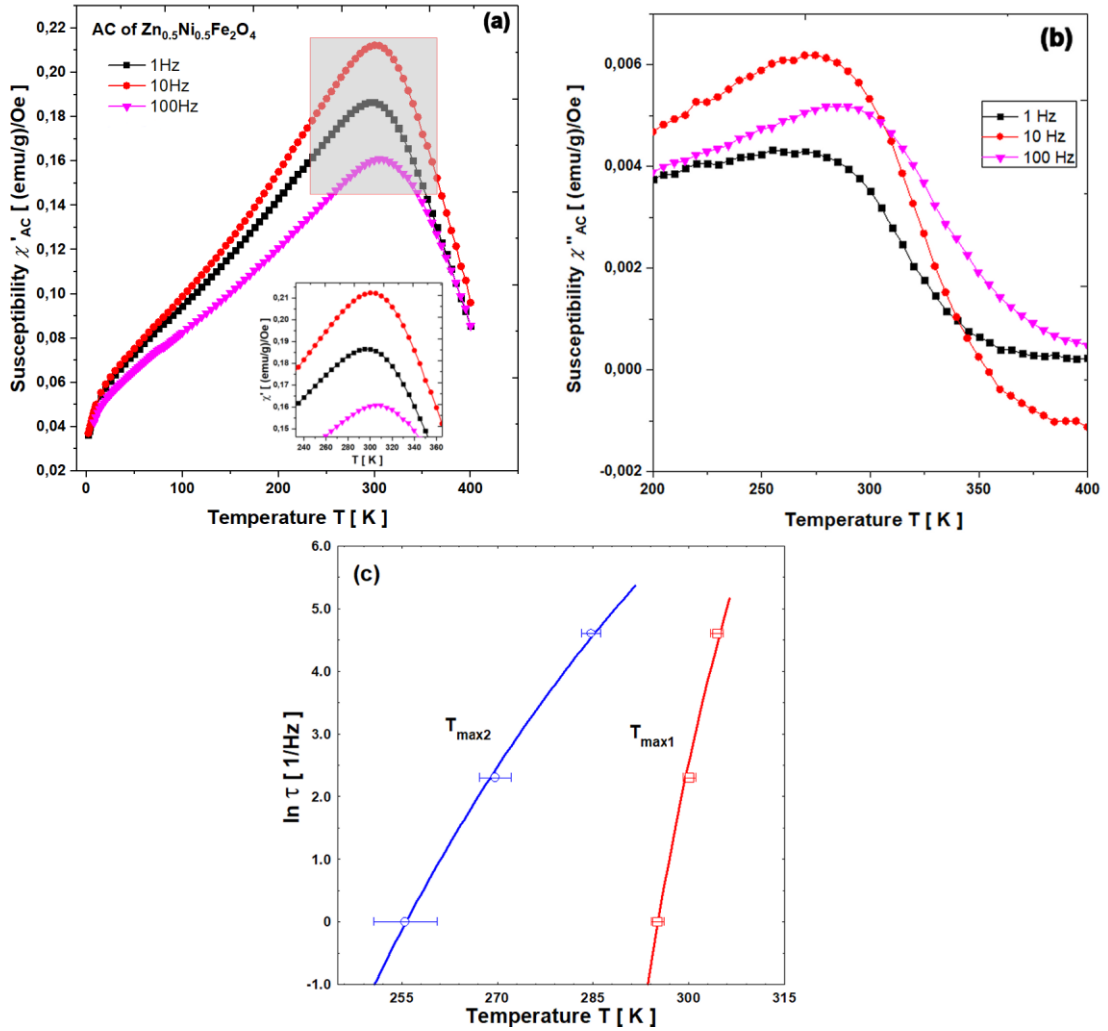 (a)
AC of Zn0.5Ni0.5Fe2O4
1Hz
10Hz
100Hz
Susceptibility χ'AC [ (emu/g)/Oe ]
0,22
0,20
0,18
0,16
0,14
0,12
0,10
0,08
0,06
0,04
0,02
0 100 200 300 400
Temperature T [ K ]
χ' [ (emu/g)/Oe ]
0,21
0,20
0,19
0,18
0,17
0,16
0,15
240 260 280 300 320 340 360
T [ K ]
(b)
1 Hz
10 Hz
100 Hz
Susceptibility χ''AC [ (emu/g)/Oe ]
0,006
0,004
0,002
0,000
-0,002
200 250 300 350 400
Temperature T [ K ]
(c)
ln τ [ 1/Hz ]
6.0
5.0
4.0
3.0
2.0
1.0
0
-1.0
Tmax2
Tmax1
255 270 285 300 315
Temperature T [ K ]